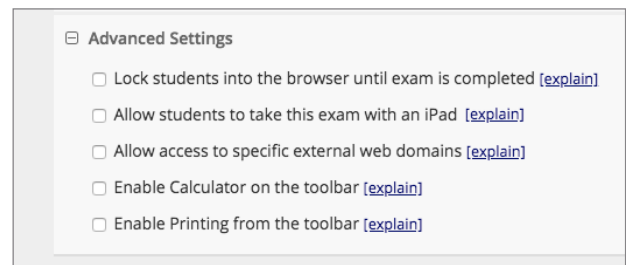 Advanced Settings
Lock students into the browser until exam is completed [explain]
Allow students to take this exam with an iPad [explain]
Allow access to specific external web domains [explain]
Enable Calculator on the toolbar [explain]
Enable Printing from the toolbar [explain]